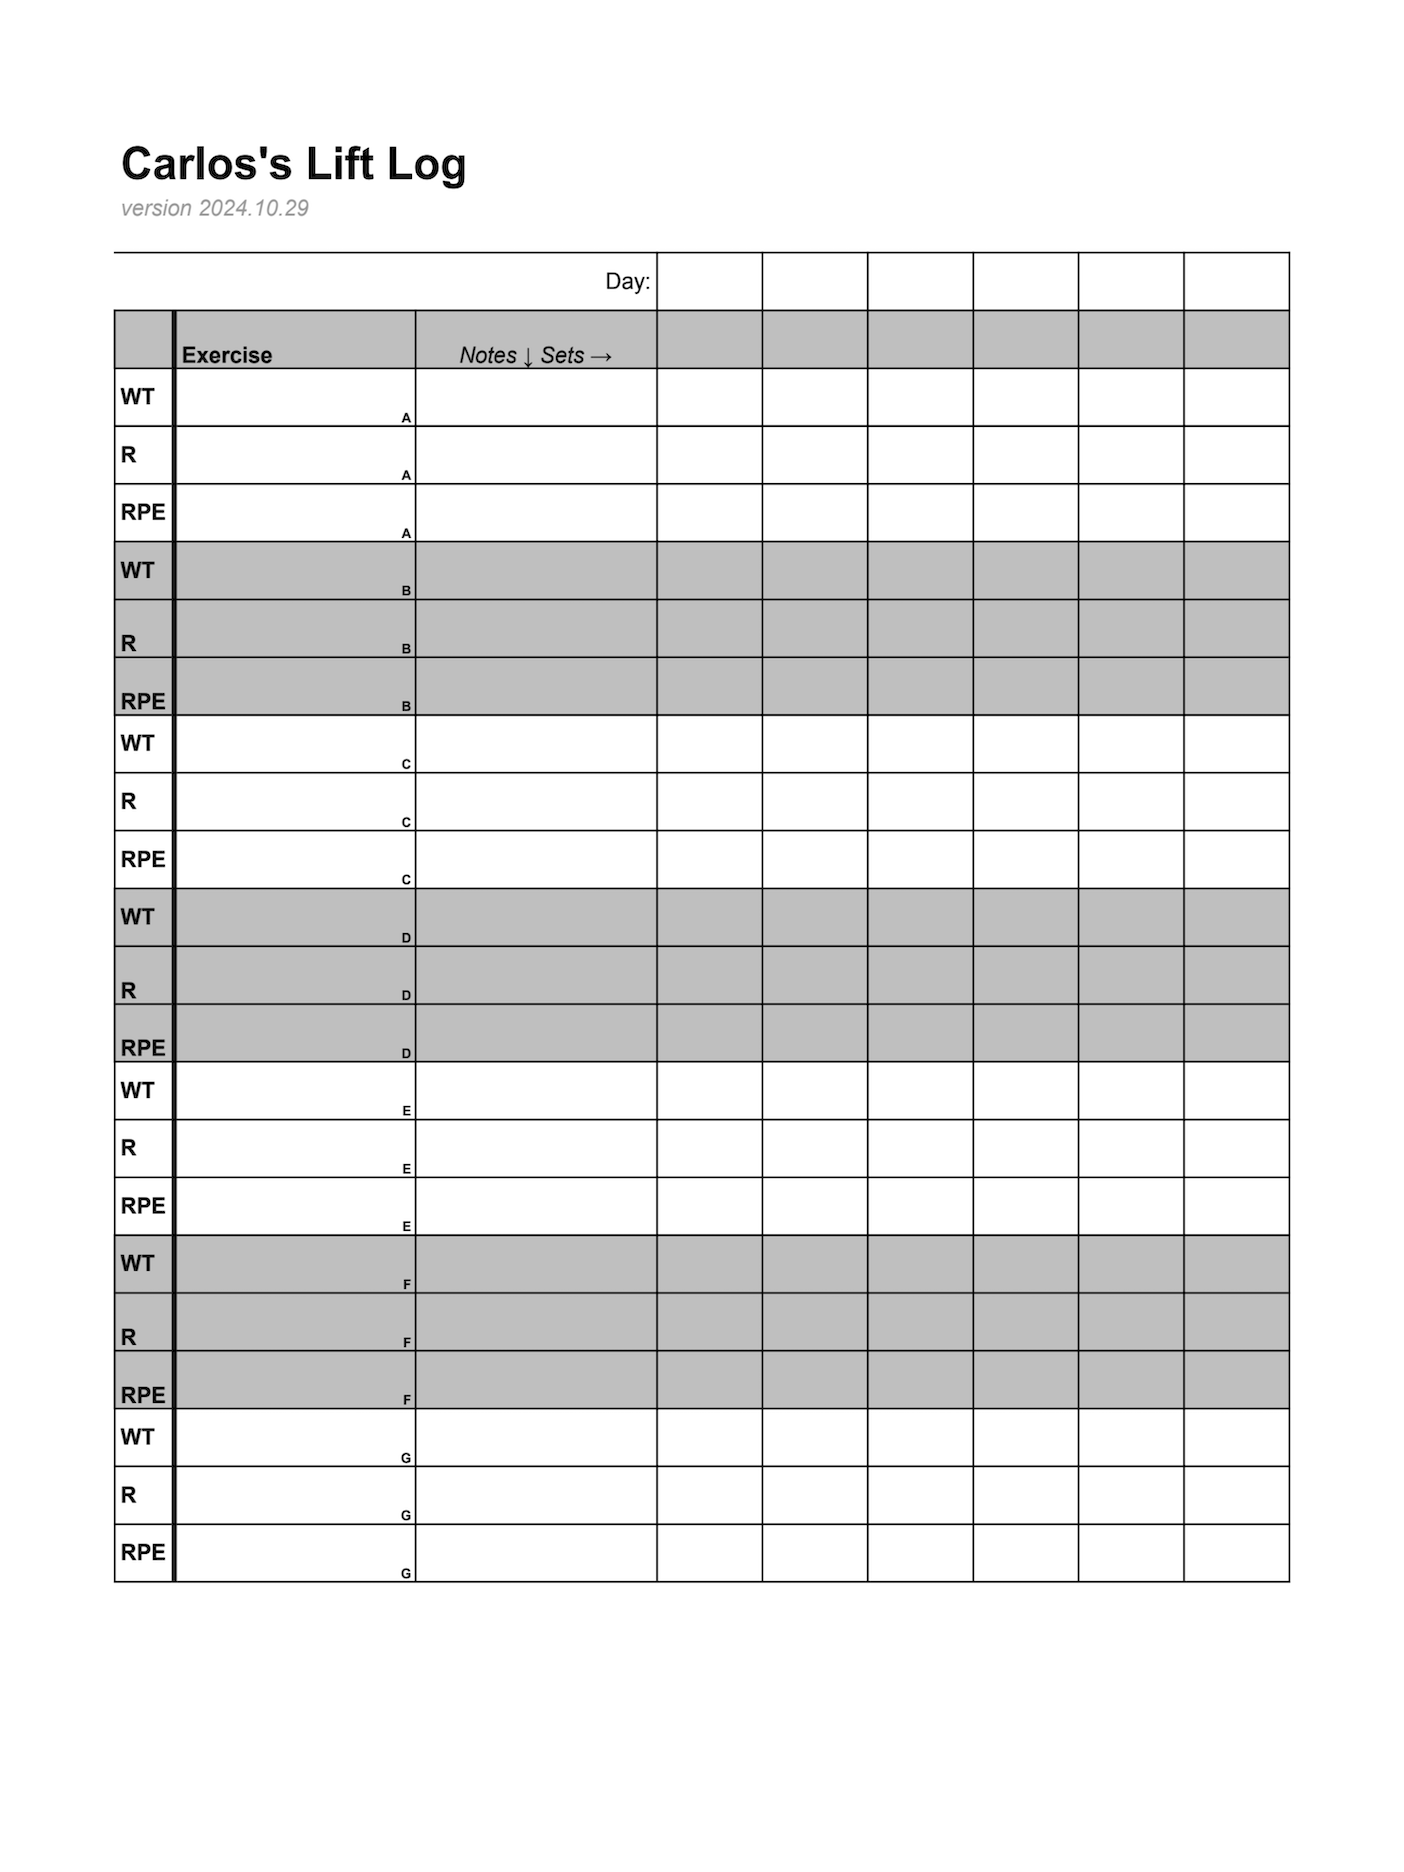 Carlos's Lift Log
version 2024.10.29
Day:
Exercise Notes ↓ Sets →
WT A
R A
RPE A
WT B
R B
RPE B
WT C
R C
RPE C
WT D
R D
RPE D
WT E
R E
RPE E
WT F
R F
RPE F
WT G
R G
RPE G